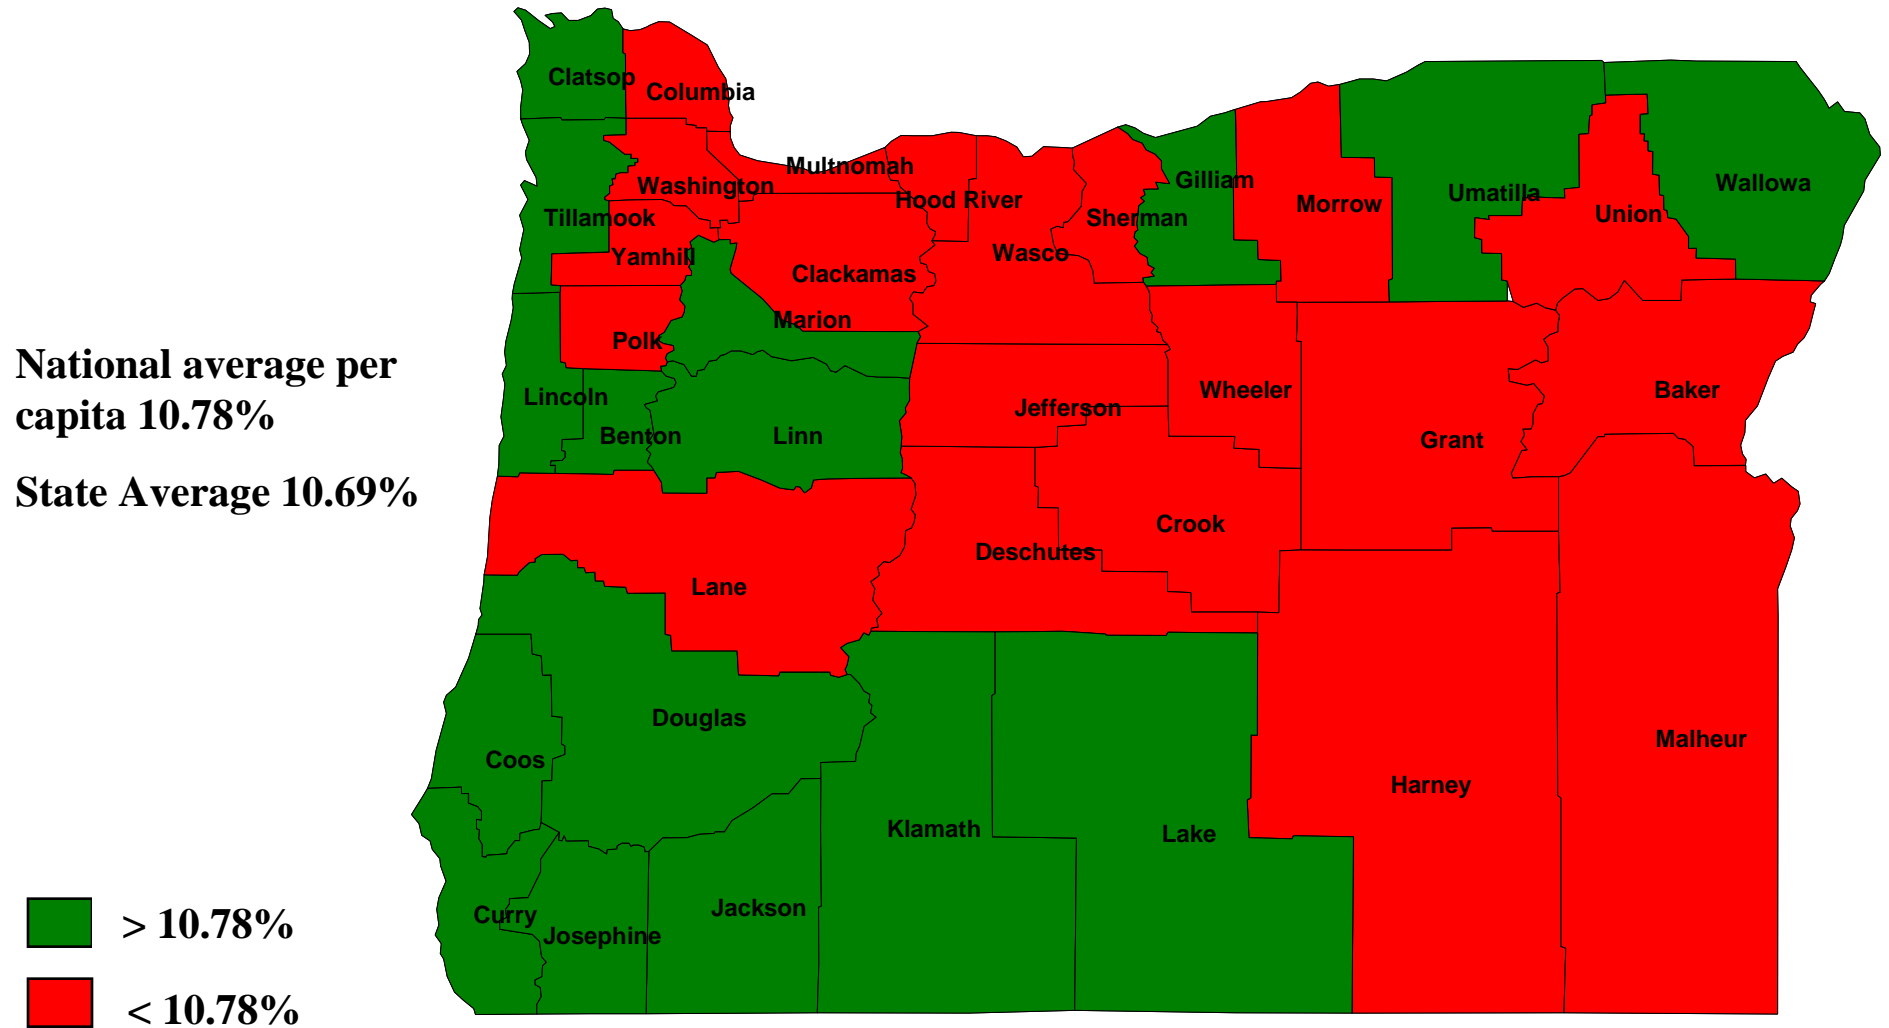 Clatsop
Columbia
Multnomah
Washington
Hood River
Gilliam
Morrow
Umatilla
Wallowa
Tillamook
Sherman
Union
Yamhill
Wasco
Clackamas
Marion
Polk
National average per
capita 10.78%
Lincoln
Jefferson
Wheeler
Baker
Benton
Linn
Grant
State Average 10.69%
Crook
Deschutes
Lane
Douglas
Coos
Malheur
Harney
Klamath
Lake
Curry
Jackson
Josephine
> 10.78%
< 10.78%